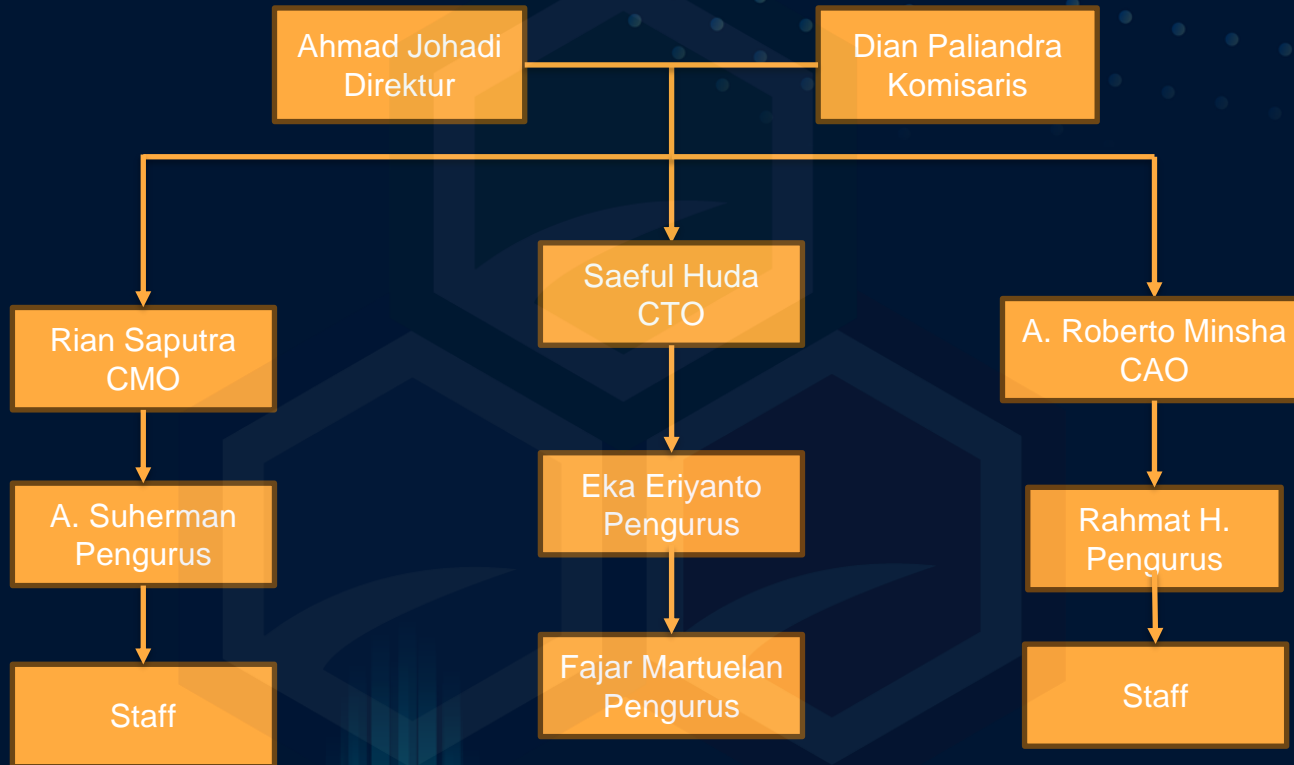 Ahmad Johadi
Direktur
Dian Paliandra
Komisaris
Saeful Huda
CTO
Rian Saputra
CMO
A. Roberto Minsha
CAO
Eka Eriyanto
Pengurus
A. Suherman
Pengurus
Rahmat H.
Pengurus
Fajar Martuelan
Pengurus
Staff
Staff